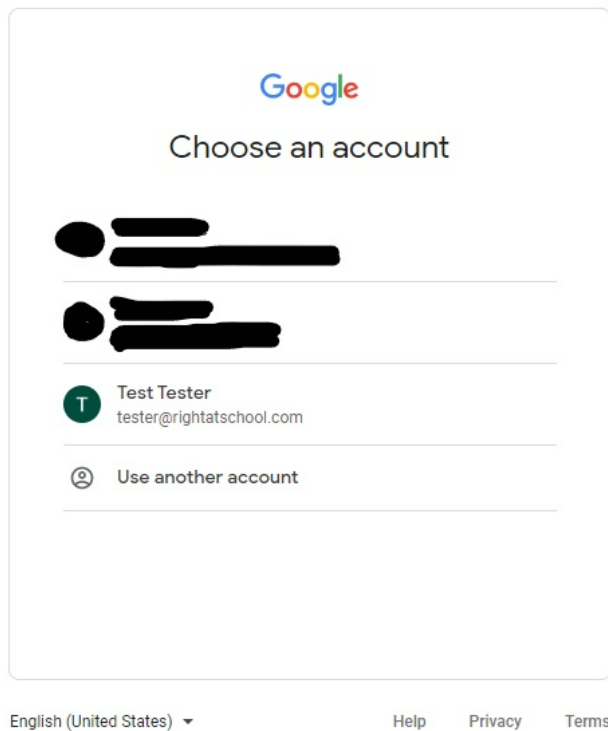 Google
Choose an account
T
Test Tester
tester@rightatschool.com
Use another account
English (United States)
Help Privacy Terms